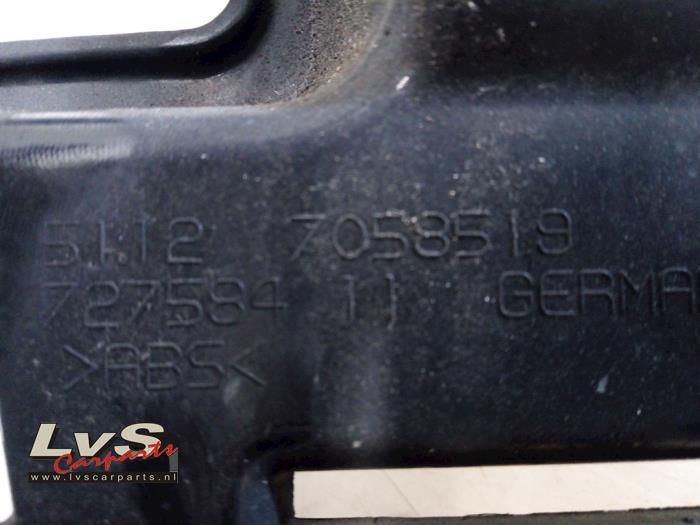 5112 7058519
727584 11 GERMA
>ABS<
LvS
Carparts
www.lvscarparts.nl